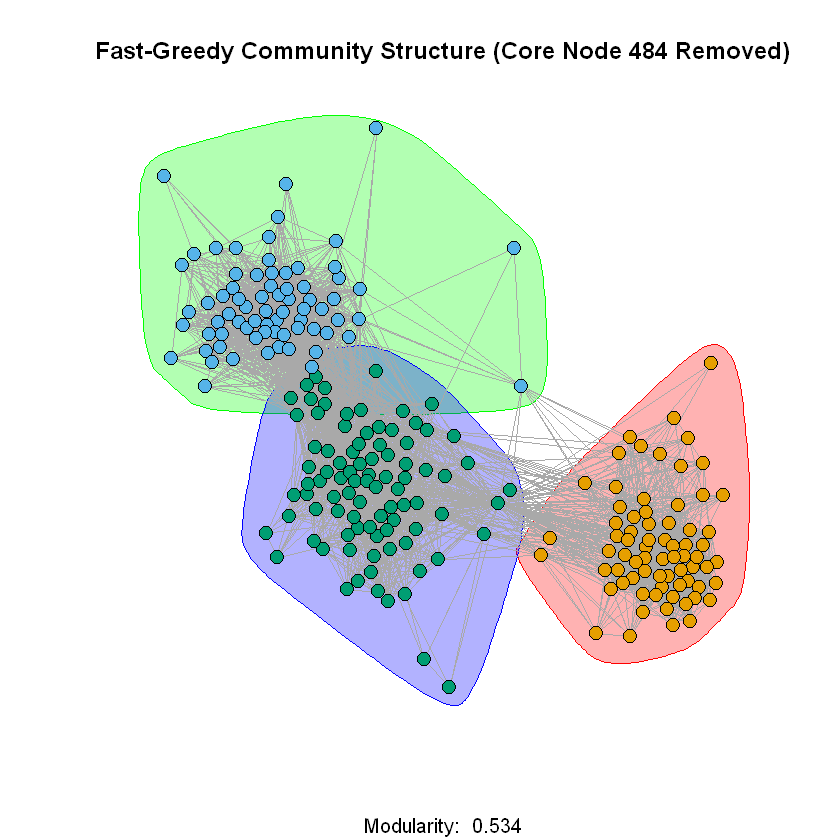 Fast-Greedy Community Structure (Core Node 484 Removed)
Modularity:  0.534